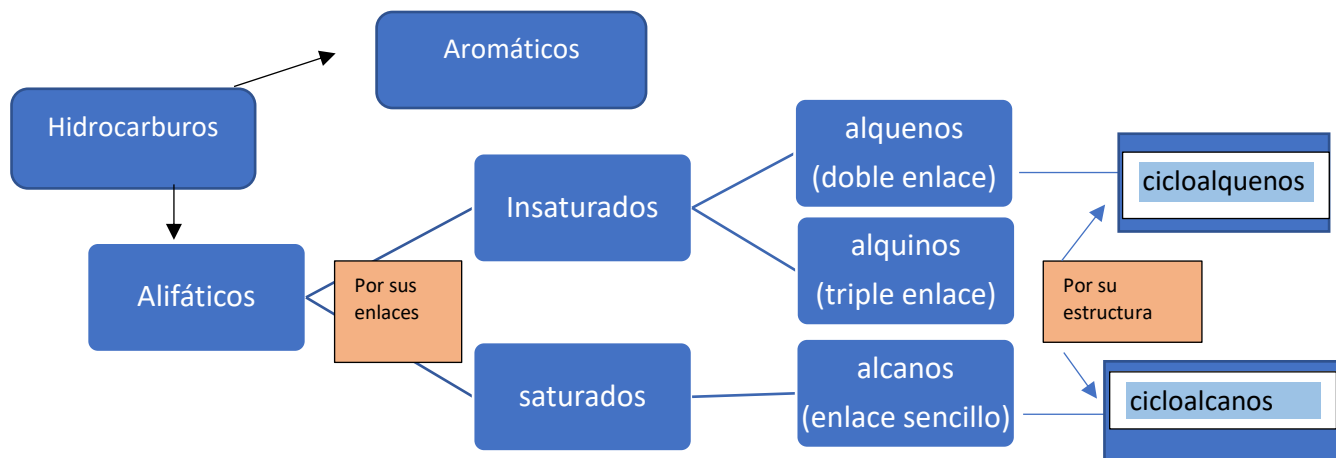 Aromáticos
Hidrocarburos
alquenos
(doble enlace)
cicloalquenos
Insaturados
alquinos
(triple enlace)
Alifáticos
Por sus
enlaces
Por su
estructura
saturados
alcanos
(enlace sencillo)
cicloalcanos